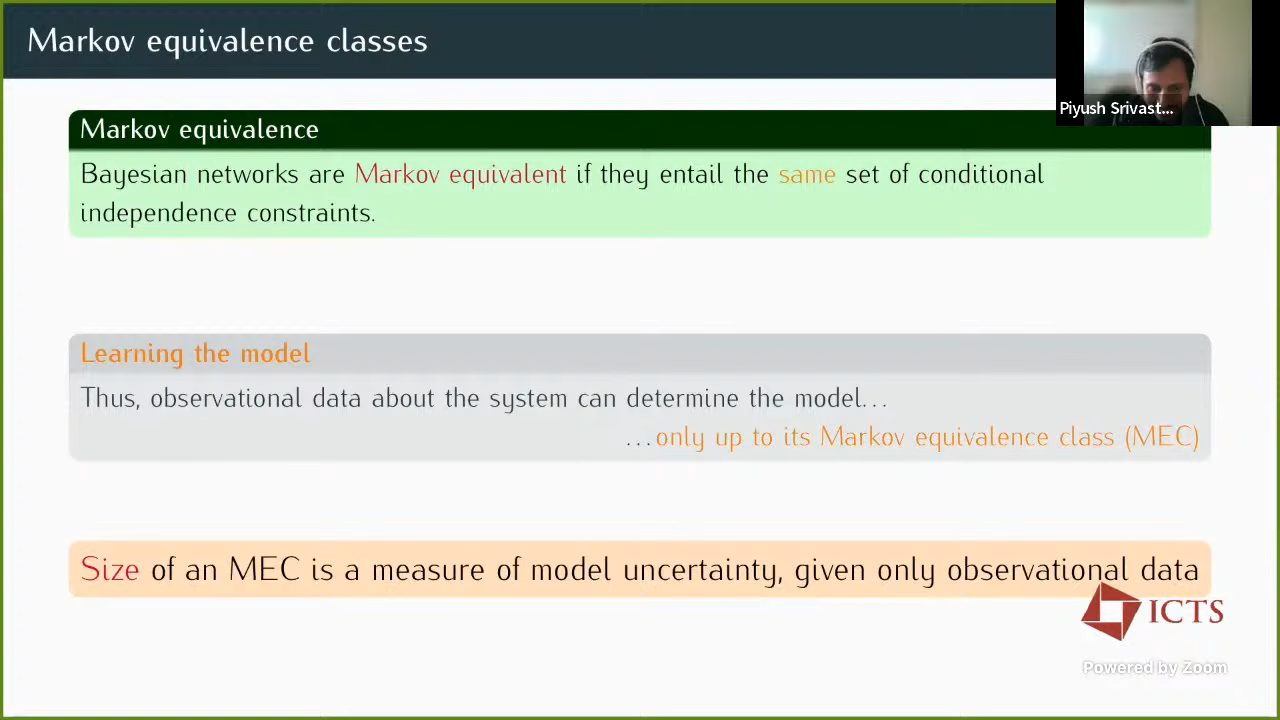 Markov equivalence classes
Piyush Srivast...
Markov equivalence
Bayesian networks are Markov equivalent if they entail the same set of conditional
independence constraints.
Learning the model
Thus, observational data about the system can determine the model...
...only up to its Markov equivalence class (MEC)
Size of an MEC is a measure of model uncertainty, given only observational data
ICTS
Powered by Zoom